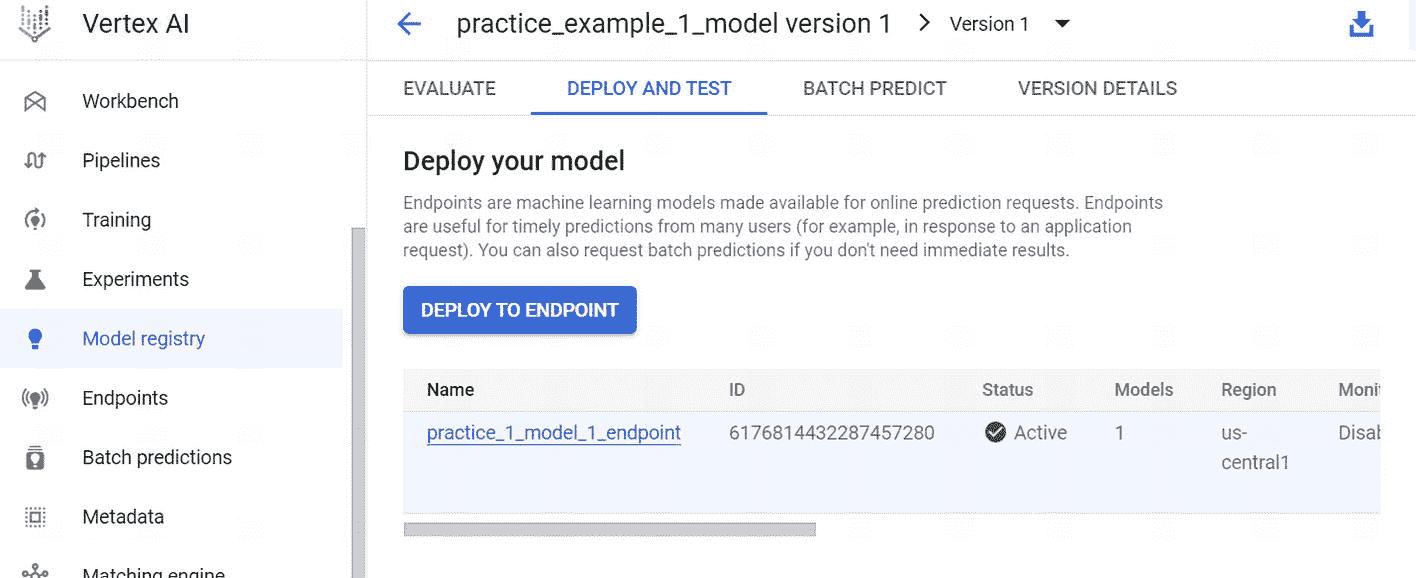 Vertex AI
practice_example_1_model version 1 > Version 1
Workbench
Pipelines
Training
Experiments
Model registry
Endpoints
Batch predictions
Metadata
Matching engine
EVALUATE DEPLOY AND TEST BATCH PREDICT VERSION DETAILS
Deploy your model
Endpoints are machine learning models made available for online prediction requests. Endpoints
are useful for timely predictions from many users (for example, in response to an application
request). You can also request batch predictions if you don't need immediate results.
DEPLOY TO ENDPOINT
Name ID Status Models Region Monit
practice_1_model_1_endpoint 6176814432287457280 Active 1 us- Disab
central1